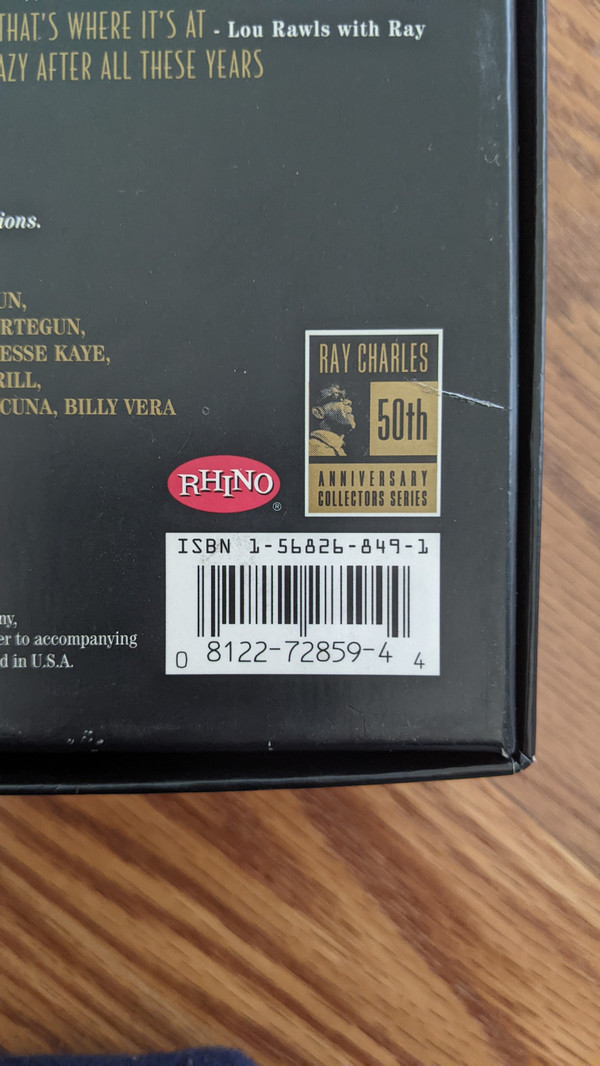 THAT'S WHERE IT'S AT - Lou Rawls with Ray
AZY AFTER ALL THESE YEARS
ions.
UN,
RTEGUN,
ESSE KAYE,
RILL,
CUNA, BILLY VERA
RAY CHARLES
50th
ANNIVERSARY
COLLECTORS SERIES
RHINO
®
ISBN 1-56826-849-1
0 8122-72859-4 4
ny,
er to accompanying
d in U.S.A.